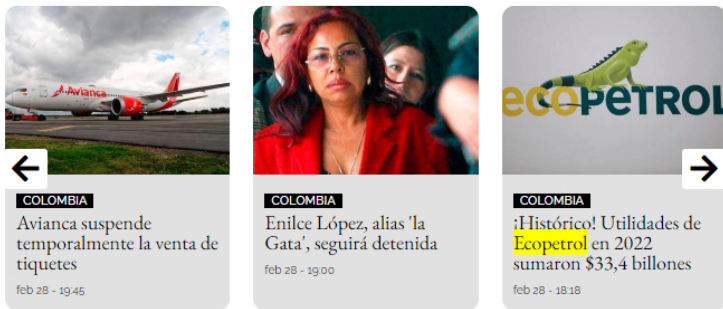 Avianca
COLOMBIA
Avianca suspende
temporalmente la venta de
tiquetes
feb 28 - 19:45
COLOMBIA
Enilce López, alias 'la
Gata', seguirá detenida
feb 28 - 19:00
ecoPETROL
COLOMBIA
¡Histórico! Utilidades de
Ecopetrol en 2022
sumaron $33,4 billones
feb 28 - 18:18